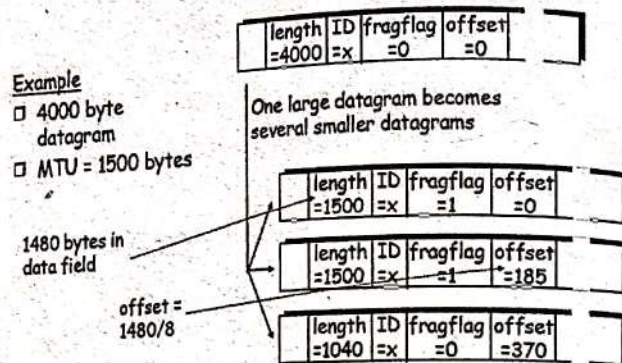 length ID fragflag offset
=4000 =x =0 =0
Example
□ 4000 byte
datagram
□ MTU = 1500 bytes
One large datagram becomes
several smaller datagrams
length ID fragflag offset
=1500 =x =1 =0
1480 bytes in
data field
length ID fragflag offset
=1500 =x =1 =185
offset =
1480/8
length ID fragflag offset
=1040 =x =0 =370